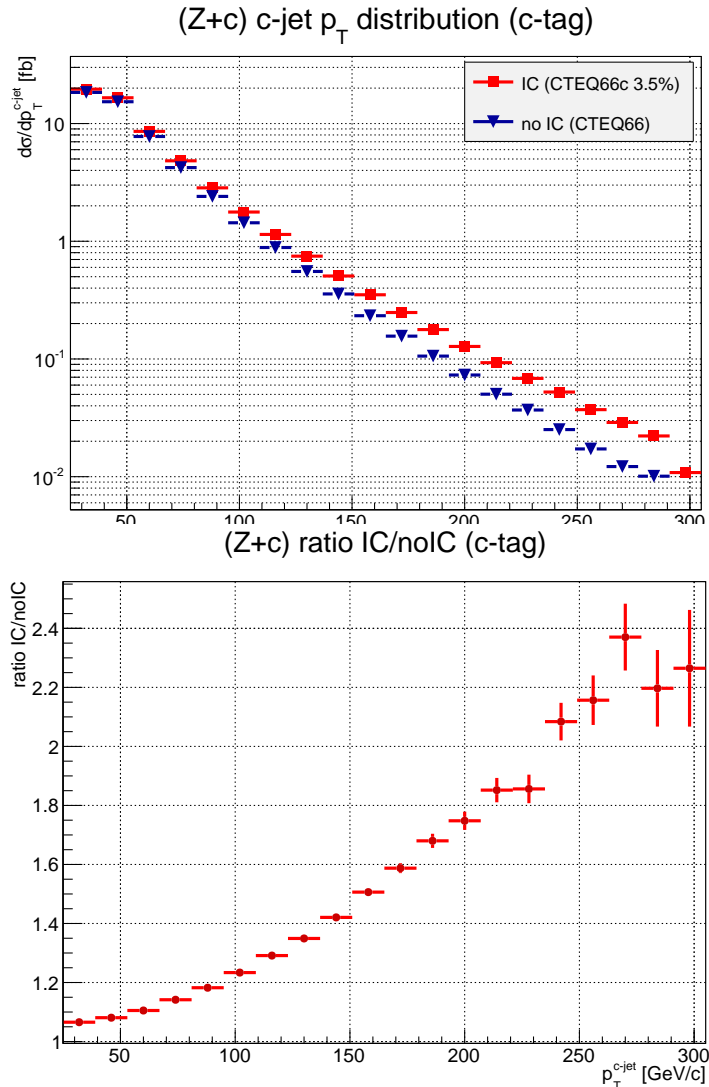 (Z+c) c-jet p_T distribution (c-tag)
dσ/dp_T^{c-jet} [fb]
IC (CTEQ66c 3.5%)
no IC (CTEQ66)
10
1
10^{-1}
10^{-2}
50 100 150 200 250 300
(Z+c) ratio IC/noIC (c-tag)
ratio IC/noIC
2.4
2.2
2
1.8
1.6
1.4
1.2
1
50 100 150 200 250 300
p_T^{c-jet} [GeV/c]